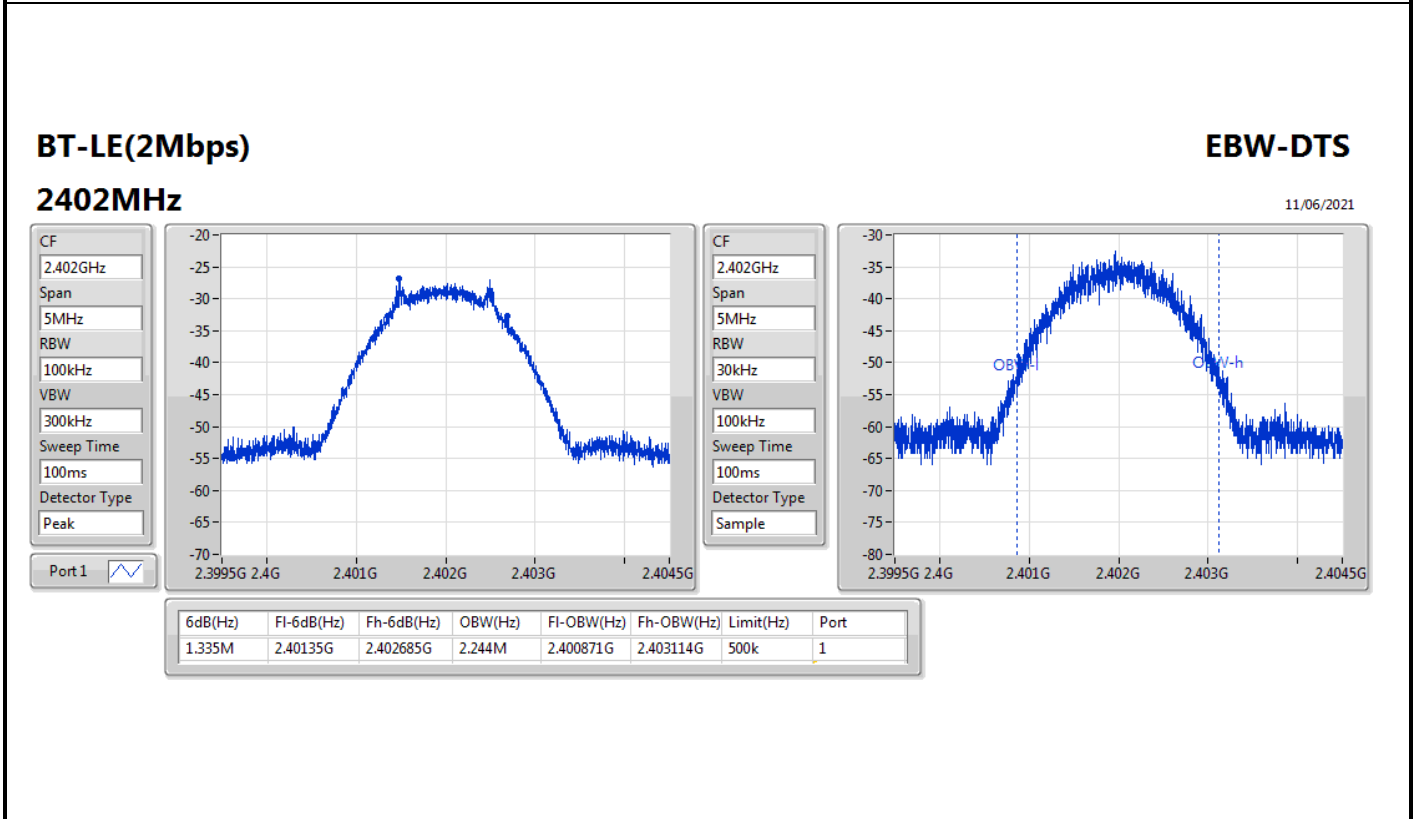 BT-LE(2Mbps)
EBW-DTS
2402MHz
11/06/2021
CF
2.402GHz
Span
5MHz
RBW
100kHz
VBW
300kHz
Sweep Time
100ms
Detector Type
Peak
Port 1
-20
-25
-30
-35
-40
-45
-50
-55
-60
-65
-70
2.3995G 2.4G 2.401G 2.402G 2.403G 2.4045G
CF
2.402GHz
Span
5MHz
RBW
30kHz
VBW
100kHz
Sweep Time
100ms
Detector Type
Sample
-30
-35
-40
-45
-50
-55
-60
-65
-70
-75
-80
OBW-l OBW-h
2.3995G 2.4G 2.401G 2.402G 2.403G 2.4045G
6dB(Hz) Fl-6dB(Hz) Fh-6dB(Hz) OBW(Hz) Fl-OBW(Hz) Fh-OBW(Hz) Limit(Hz) Port
1.335M 2.40135G 2.402685G 2.244M 2.400871G 2.403114G 500k 1